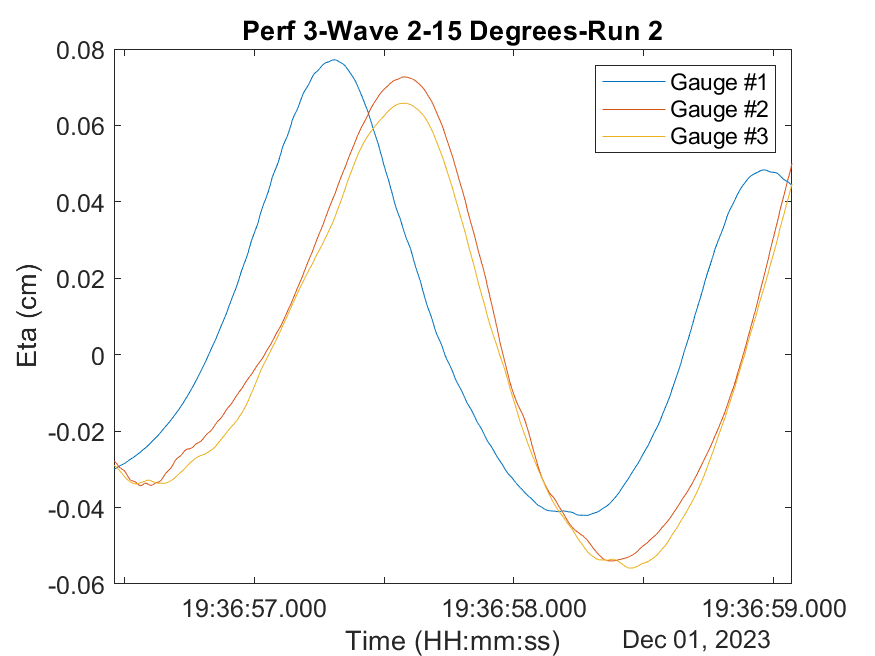 Perf 3-Wave 2-15 Degrees-Run 2
0.08
0.06
0.04
0.02
0
-0.02
-0.04
-0.06
Eta (cm)
Gauge #1
Gauge #2
Gauge #3
19:36:57.000
19:36:58.000
19:36:59.000
Time (HH:mm:ss)
Dec 01, 2023